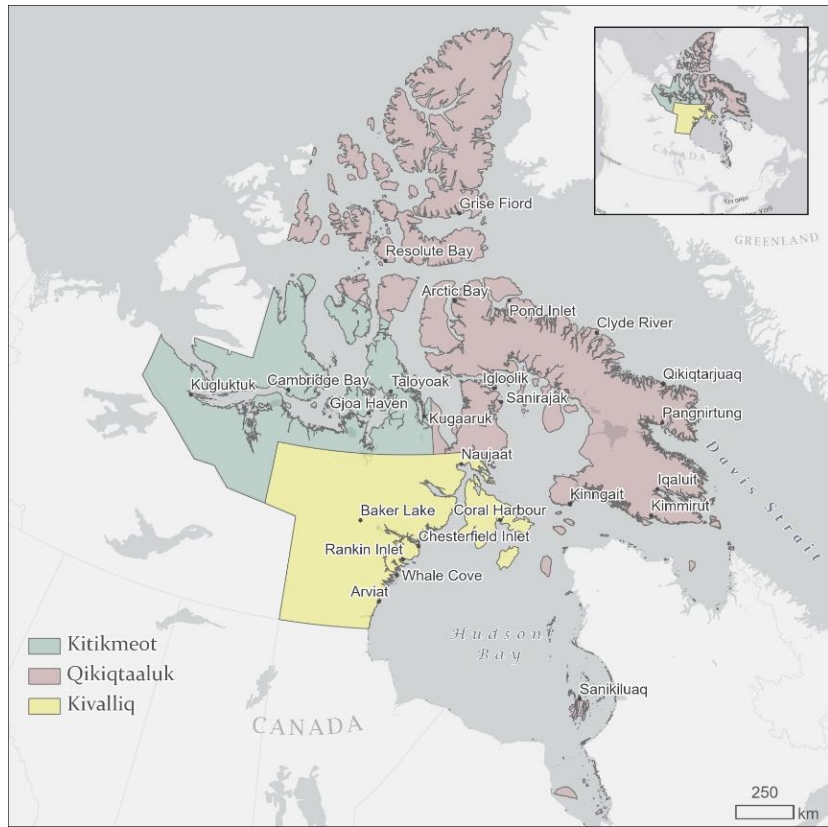 CANADA
GREENLAND
Grise Fiord
Resolute Bay
Arctic Bay
Pond Inlet
Clyde River
Kugluktuk
Cambridge Bay
Taloyoak
Igloolik
Qikiqtarjuaq
Gjoa Haven
Sanirajak
Kugaaruk
Pangnirtung
Naujaat
Davis Strait
Iqaluit
Baker Lake
Coral Harbour
Kinngait
Kimmirut
Chesterfield Inlet
Rankin Inlet
Whale Cove
Arviat
Hudson
Bay
Kitikmeot
Qikiqtaaluk
Kivalliq
Sanikiluaq
CANADA
250
km